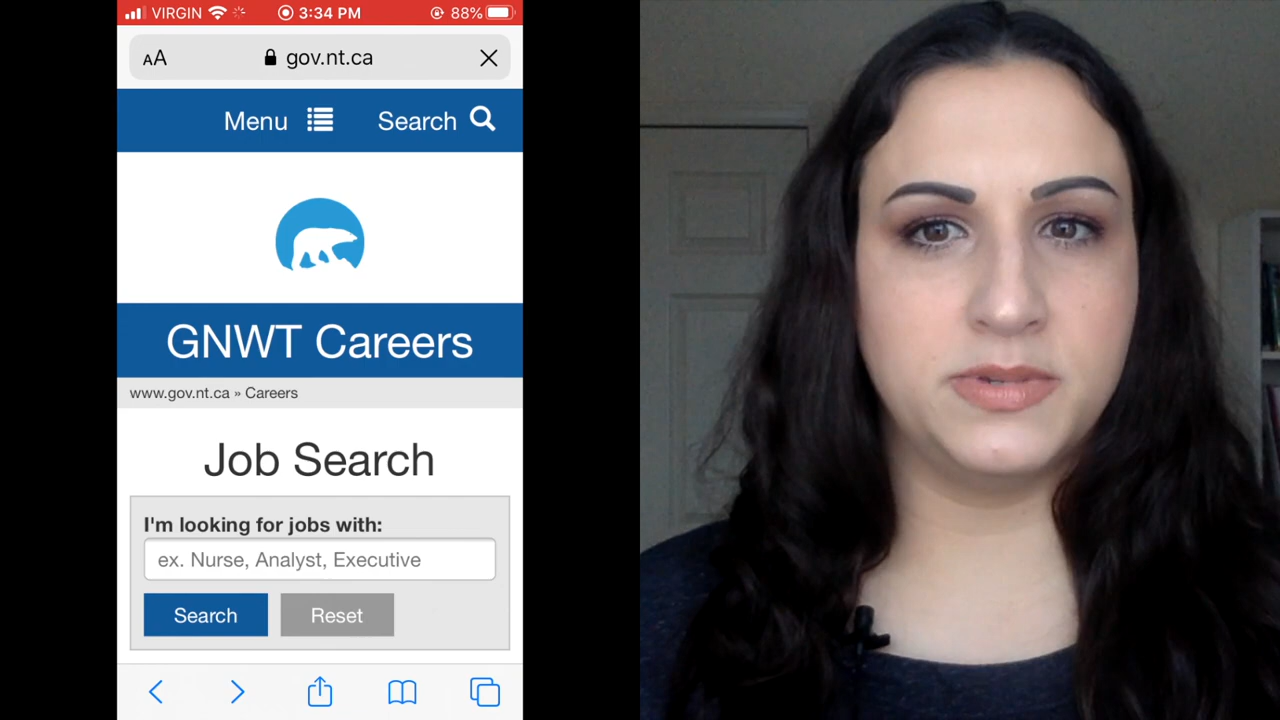 VIRGIN 3:34 PM 88%
AA gov.nt.ca
Menu Search
GNWT Careers
www.gov.nt.ca » Careers
Job Search
I'm looking for jobs with:
ex. Nurse, Analyst, Executive
Search Reset